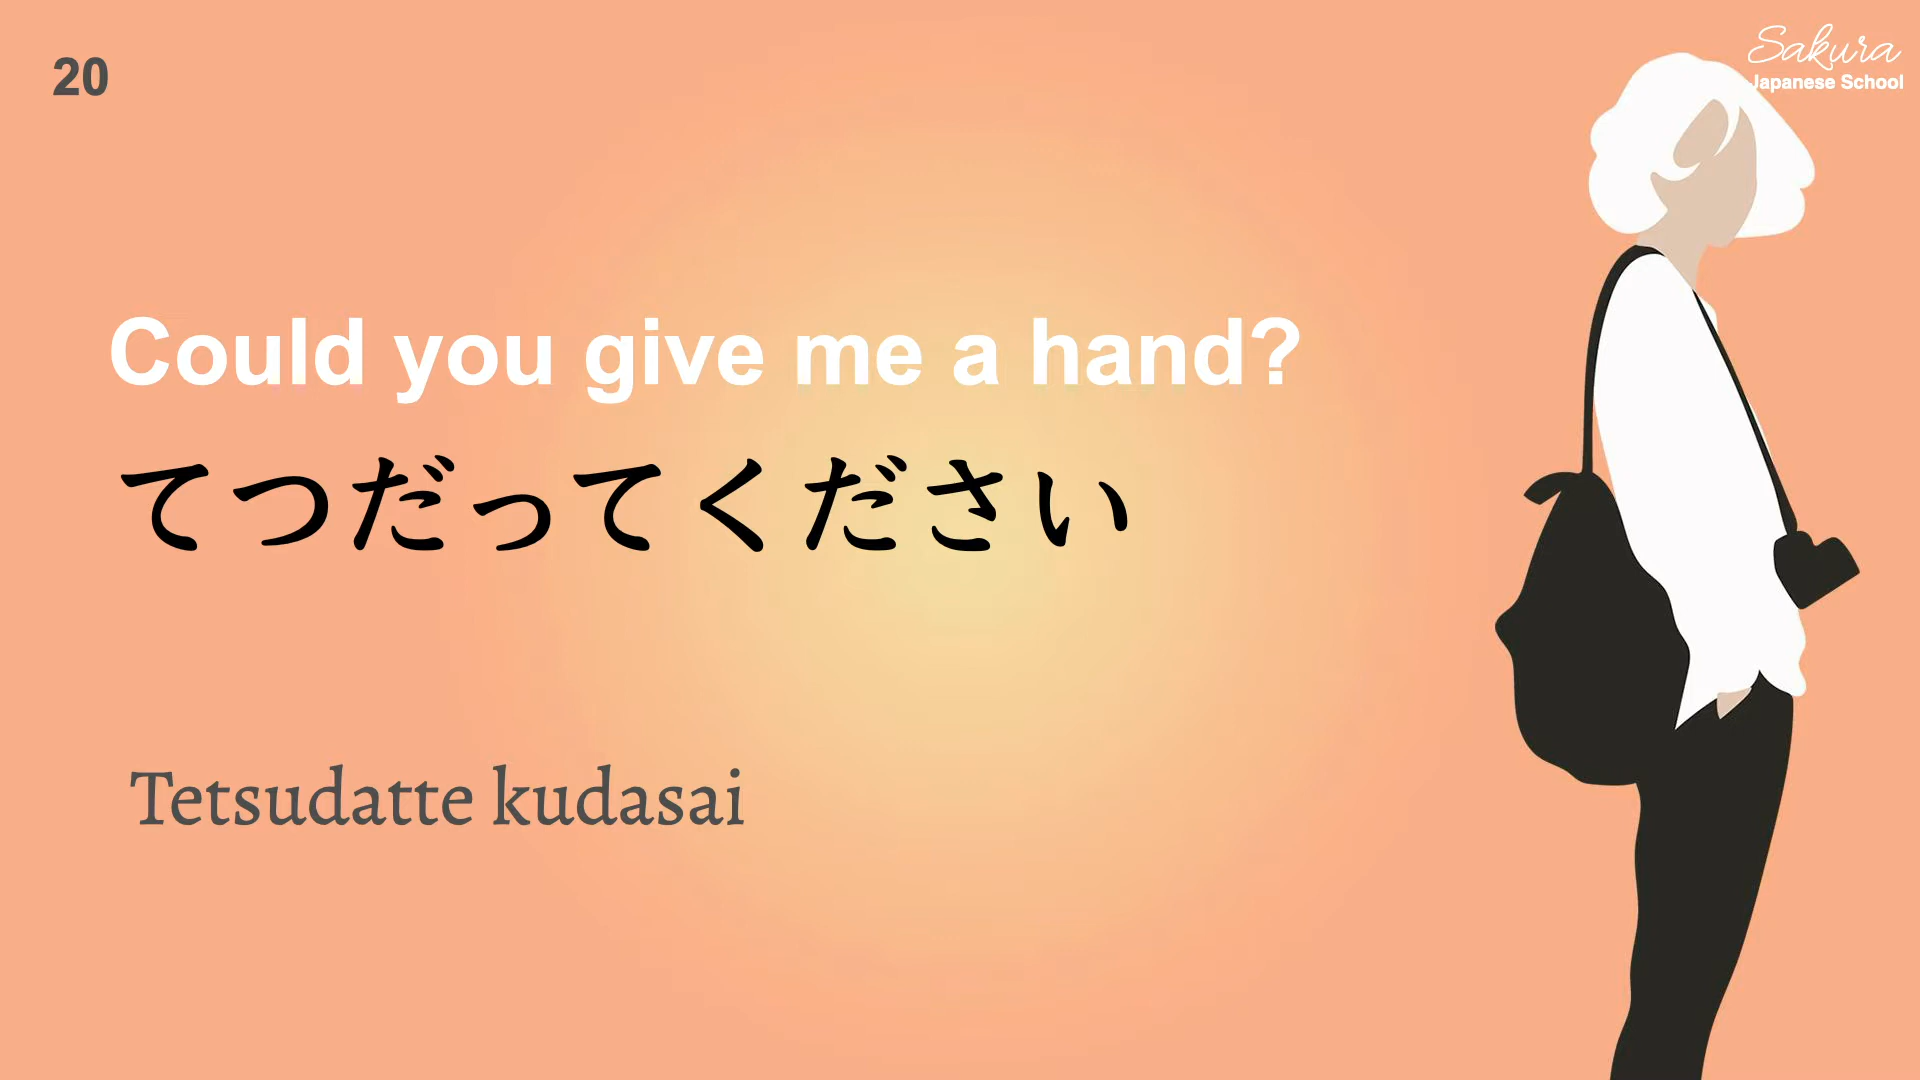 20
Sakura
Japanese School
Could you give me a hand?
てつだってください
Tetsudatte kudasai